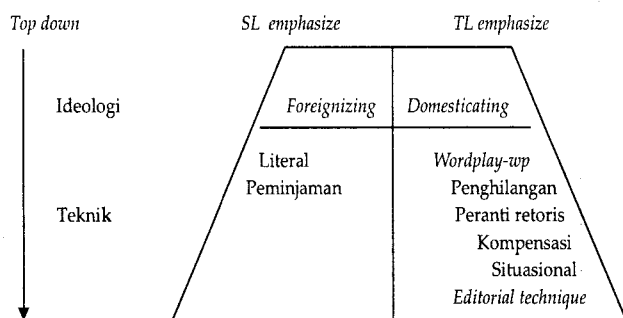 Top down SL emphasize TL emphasize
Ideologi Foreignizing Domesticating
Literal Wordplay-wp
Peminjaman Penghilangan
Teknik Peranti retoris
Kompensasi
Situasional
Editorial technique